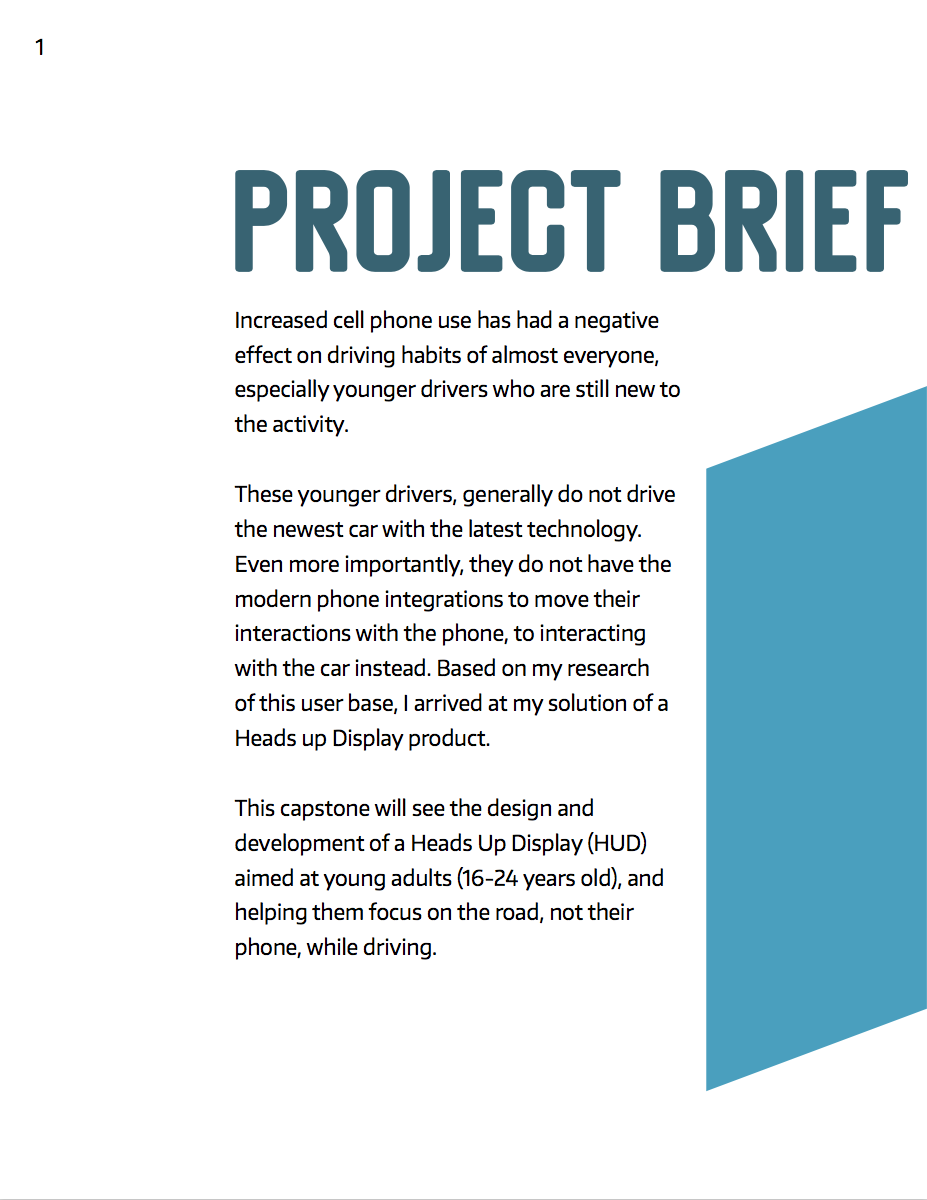 1
PROJECT BRIEF
Increased cell phone use has had a negative
effect on driving habits of almost everyone,
especially younger drivers who are still new to
the activity.
These younger drivers, generally do not drive
the newest car with the latest technology.
Even more importantly, they do not have the
modern phone integrations to move their
interactions with the phone, to interacting
with the car instead. Based on my research
of this user base, I arrived at my solution of a
Heads up Display product.
This capstone will see the design and
development of a Heads Up Display (HUD)
aimed at young adults (16-24 years old), and
helping them focus on the road, not their
phone, while driving.